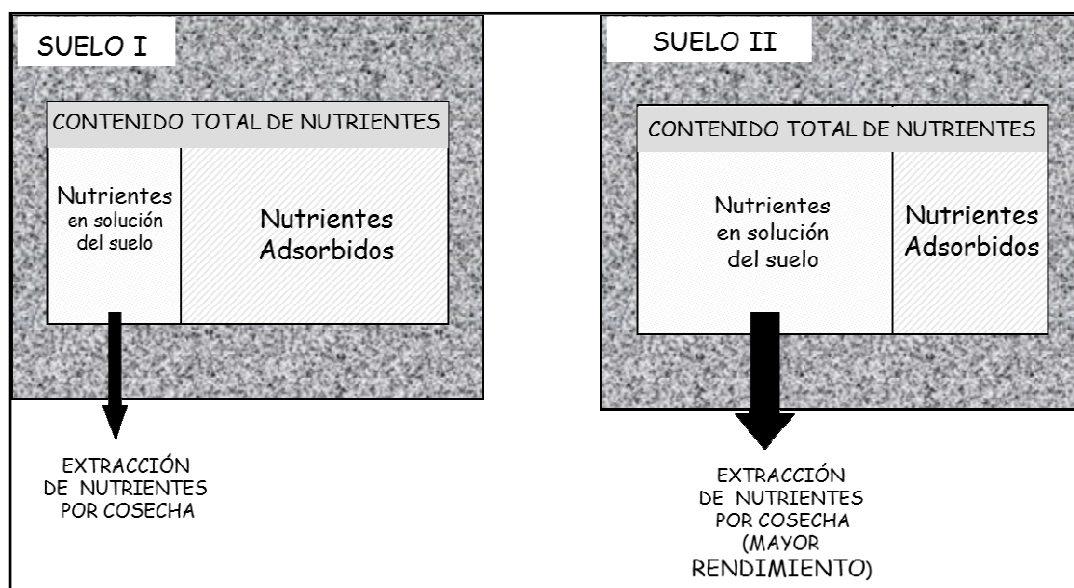 SUELO I
CONTENIDO TOTAL DE NUTRIENTES
Nutrientes
en solución
del suelo
Nutrientes
Adsorbidos
EXTRACCIÓN
DE NUTRIENTES
POR COSECHA
SUELO II
CONTENIDO TOTAL DE NUTRIENTES
Nutrientes
en solución
del suelo
Nutrientes
Adsorbidos
EXTRACCIÓN
DE NUTRIENTES
POR COSECHA
(MAYOR
RENDIMIENTO)